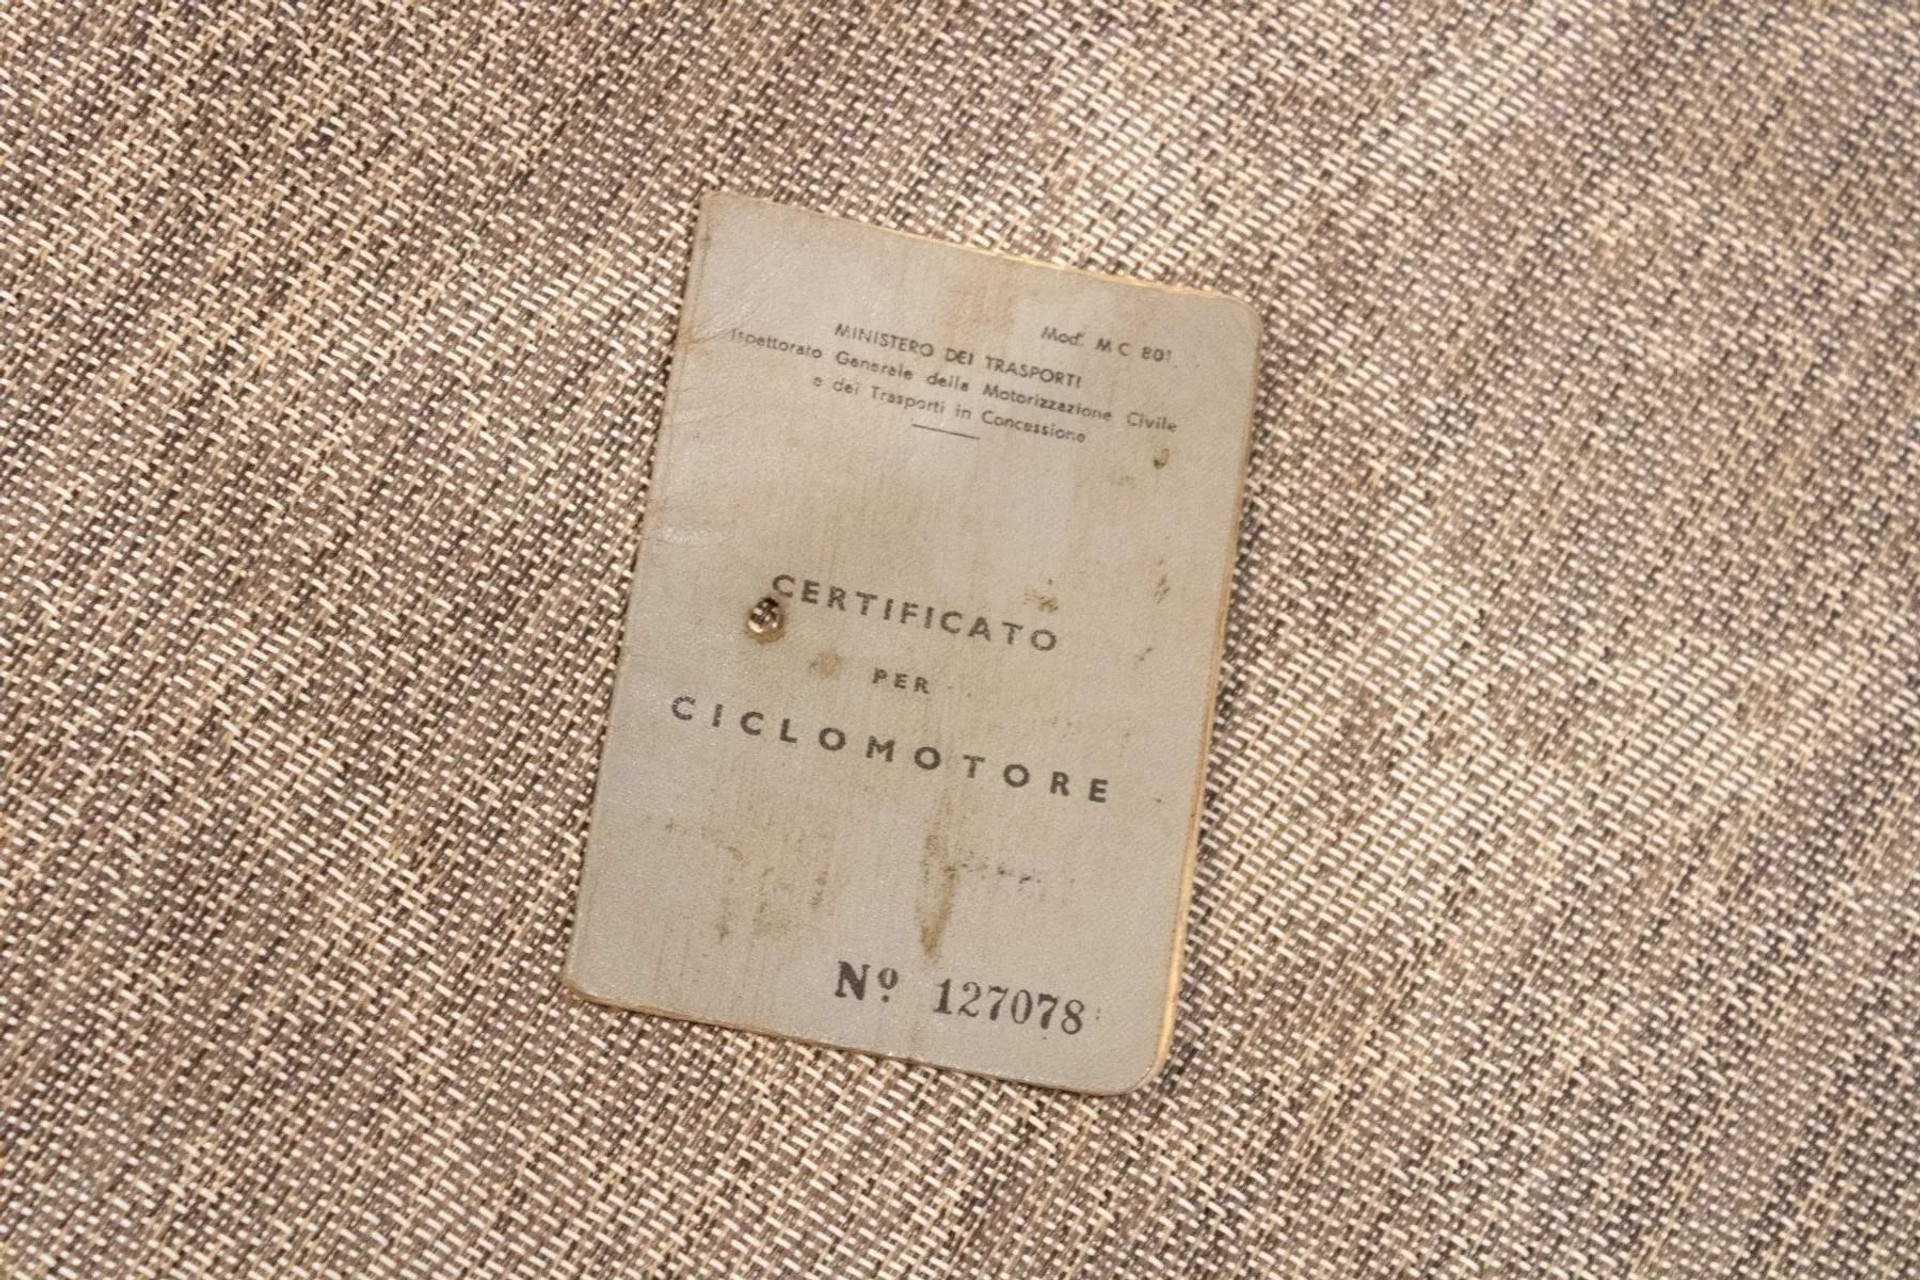 Mod. M C 801
MINISTERO DEI TRASPORTI
Ispettorato Generale della Motorizzazione Civile
e dei Trasporti in Concessione
CERTIFICATO
PER
CICLOMOTORE
Nº 127078